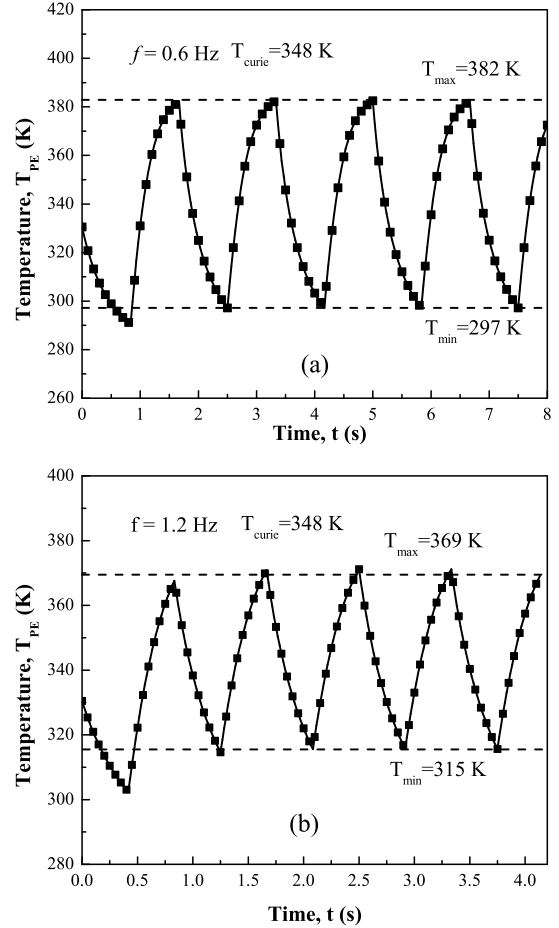 420
400
380
360
340
320
300
280
260
Temperature, T_PE (K)
f = 0.6 Hz T_curie=348 K
T_max=382 K
T_min=297 K
(a)
0 1 2 3 4 5 6 7 8
Time, t (s)
400
380
360
340
320
300
280
Temperature, T_PE (K)
f = 1.2 Hz T_curie=348 K
T_max=369 K
T_min=315 K
(b)
0.0 0.5 1.0 1.5 2.0 2.5 3.0 3.5 4.0
Time, t (s)